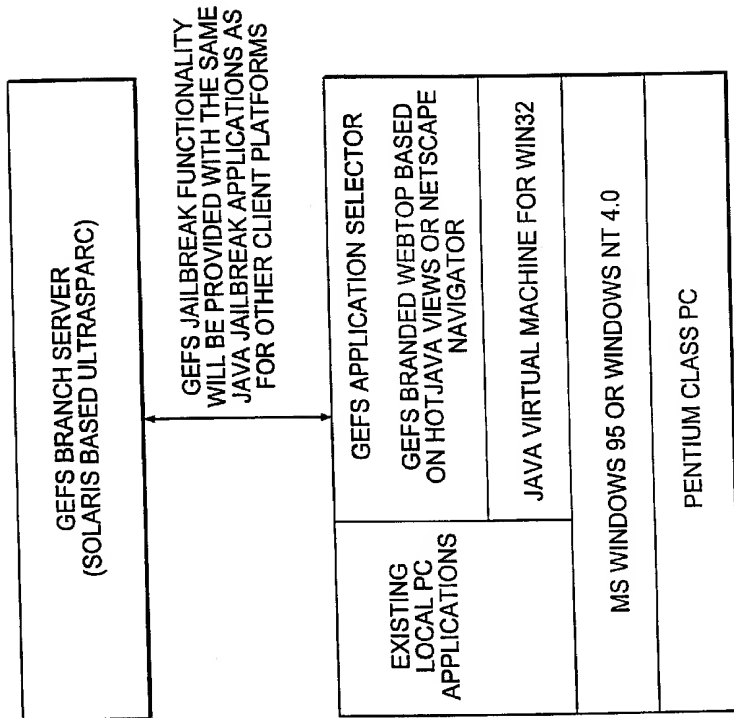 GEFS BRANCH SERVER
(SOLARIS BASED ULTRASPARC)
GEFS JAILBREAK FUNCTIONALITY
WILL BE PROVIDED WITH THE SAME
JAVA JAILBREAK APPLICATIONS AS
FOR OTHER CLIENT PLATFORMS
EXISTING
LOCAL PC
APPLICATIONS
GEFS APPLICATION SELECTOR
GEFS BRANDED WEBTOP BASED
ON HOTJAVA VIEWS OR NETSCAPE
NAVIGATOR
JAVA VIRTUAL MACHINE FOR WIN32
MS WINDOWS 95 OR WINDOWS NT 4.0
PENTIUM CLASS PC